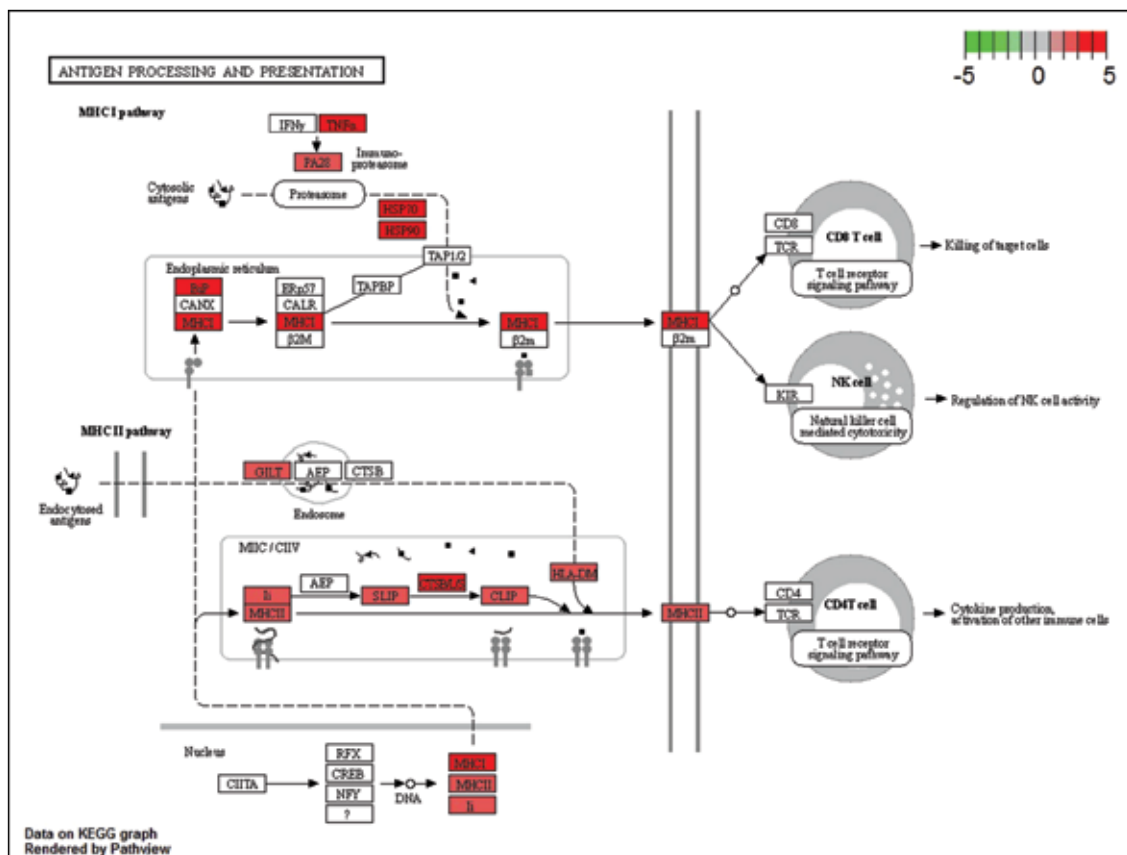 -5 0 5
ANTIGEN PROCESSING AND PRESENTATION
MHC I pathway
IFNγ
TNFα
PA28
Immuno-
proteasome
Cytosolic
antigens
Proteasome
HSP70
HSP90
TAP1/2
Endoplasmic reticulum
TAPBP
BiP
CANX
MHCI
ERp57
CALR
MHCI
β2M
MHCI
β2m
MHCI
β2m
CD8
TCR
CD8 T cell
T cell receptor
signaling pathway
Killing of target cells
KIR
NK cell
Natural killer cell
mediated cytotoxicity
Regulation of NK cell activity
MHC II pathway
Endocytosed
antigens
GILT
AEP
CTSB
Endosome
MIIC / CIIV
Ii
MHCII
AEP
SLIP
CTSB/L/S
CLIP
HLA-DM
MHCII
CD4
TCR
CD4T cell
T cell receptor
signaling pathway
Cytokine production,
activation of other immune cells
Nucleus
CIITA
RFX
CREB
NFY
?
DNA
MHCI
MHCII
Ii
Data on KEGG graph
Rendered by Pathview